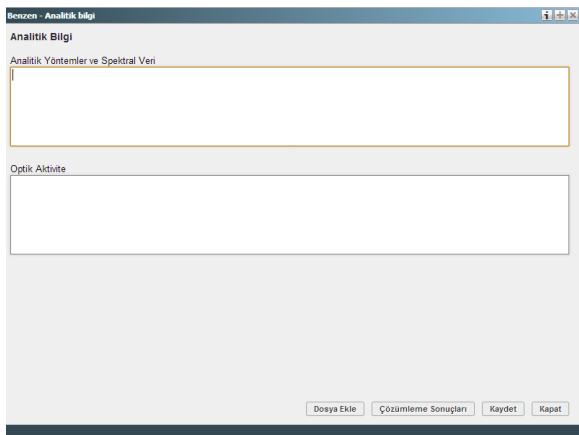 Benzen - Analitik bilgi
Analitik Bilgi
Analitik Yöntemler ve Spektral Veri
Optik Aktivite
Dosya Ekle Çözümleme Sonuçları Kaydet Kapat